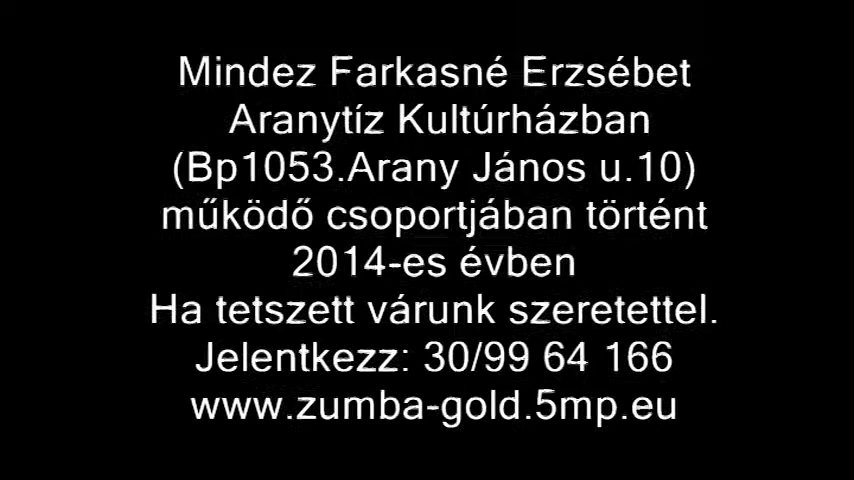 Mindez Farkasné Erzsébet
Aranytíz Kultúrházban
(Bp1053.Arany János u.10)
működő csoportjában történt
2014-es évben
Ha tetszett várunk szeretettel.
Jelentkezz: 30/99 64 166
www.zumba-gold.5mp.eu